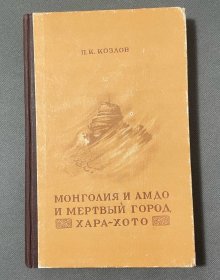 П. К. КОЗЛОВ
МОНГОЛИЯ И АМДО
И МЕРТВЫЙ ГОРОД
ХАРА-ХОТО